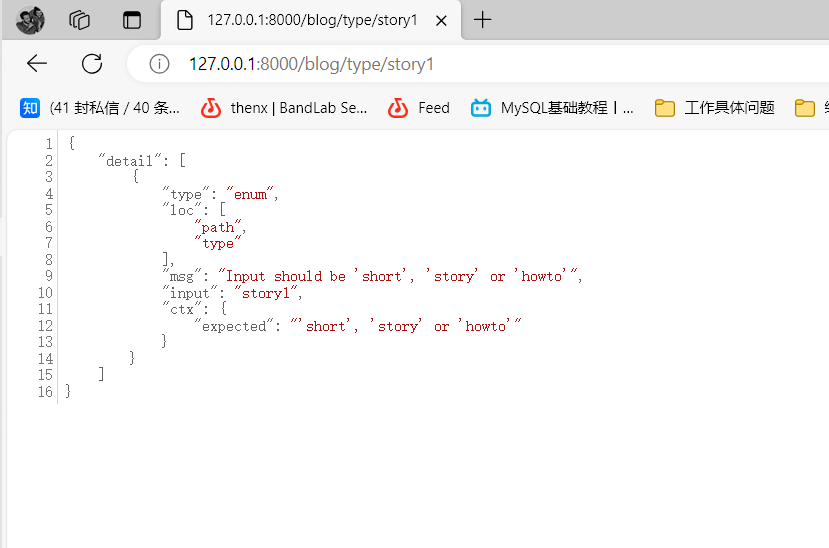 127.0.0.1:8000/blog/type/story1
127.0.0.1:8000/blog/type/story1
知 (41 封私信 / 40 条... thenx | BandLab Se... Feed MySQL基础教程丨... 工作具体问题
1 {
2 "detail": [
3 {
4 "type": "enum",
5 "loc": [
6 "path",
7 "type"
8 ],
9 "msg": "Input should be 'short', 'story' or 'howto'",
10 "input": "story1",
11 "ctx": {
12 "expected": "'short', 'story' or 'howto'"
13 }
14 }
15 ]
16 }